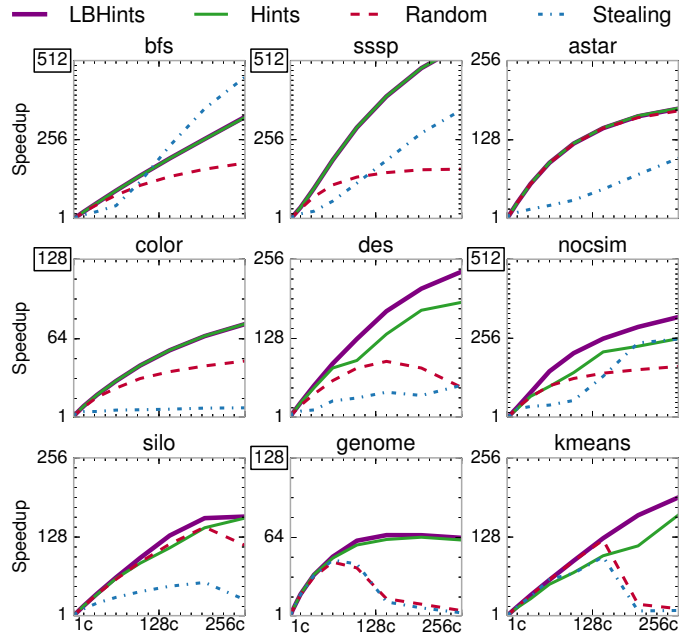 LBHints Hints Random Stealing
bfs sssp astar
512 512 256
256 256 128
Speedup
1 1 1
color des nocsim
128 256 512
64 128 256
Speedup
1 1 1
silo genome kmeans
256 128 256
128 64 128
Speedup
1 1 1
1c 128c 256c 1c 128c 256c 1c 128c 256c